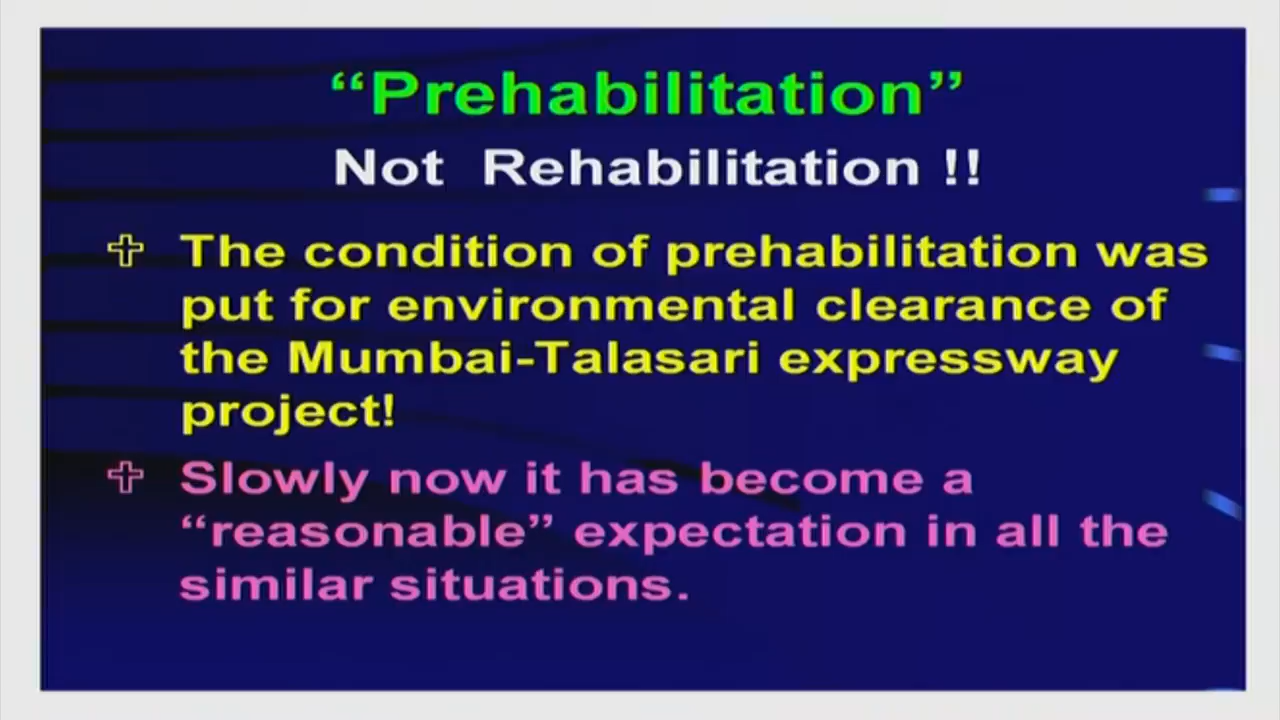 “Prehabilitation”
Not Rehabilitation !!
The condition of prehabilitation was
put for environmental clearance of
the Mumbai-Talasari expressway
project!
Slowly now it has become a
“reasonable” expectation in all the
similar situations.